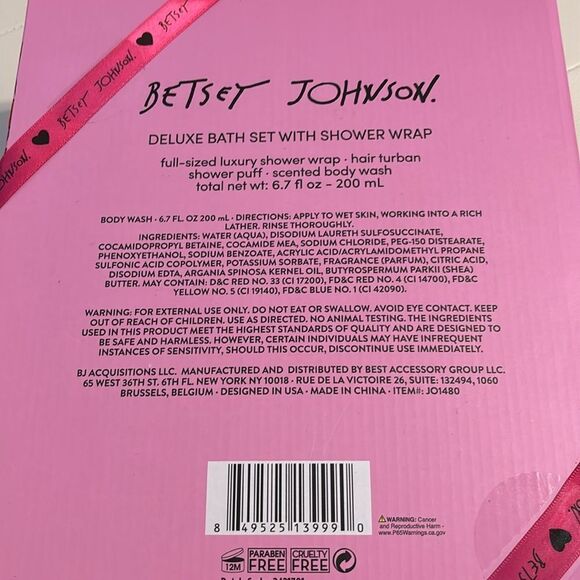 BETSEY JOHNSON.
BETSEY JOHNSON.
DELUXE BATH SET WITH SHOWER WRAP
full-sized luxury shower wrap · hair turban
shower puff · scented body wash
total net wt: 6.7 fl oz - 200 mL
BODY WASH · 6.7 FL. OZ 200 mL · DIRECTIONS: APPLY TO WET SKIN, WORKING INTO A RICH
LATHER. RINSE THOROUGHLY.
INGREDIENTS: WATER (AQUA), DISODIUM LAURETH SULFOSUCCINATE,
COCAMIDOPROPYL BETAINE, COCAMIDE MEA, SODIUM CHLORIDE, PEG-150 DISTEARATE,
PHENOXYETHANOL, SODIUM BENZOATE, ACRYLIC ACID/ACRYLAMIDOMETHYL PROPANE
SULFONIC ACID COPOLYMER, POTASSIUM SORBATE, FRAGRANCE (PARFUM), CITRIC ACID,
DISODIUM EDTA, ARGANIA SPINOSA KERNEL OIL, BUTYROSPERMUM PARKII (SHEA)
BUTTER. MAY CONTAIN: D&C RED NO. 33 (CI 17200), FD&C RED NO. 4 (CI 14700), FD&C
YELLOW NO. 5 (CI 19140), FD&C BLUE NO. 1 (CI 42090).
WARNING: FOR EXTERNAL USE ONLY. DO NOT EAT OR SWALLOW. AVOID EYE CONTACT. KEEP
OUT OF REACH OF CHILDREN. USE AS DIRECTED. NO ANIMAL TESTING. THE INGREDIENTS
USED IN THIS PRODUCT MEET THE HIGHEST STANDARDS OF QUALITY AND ARE DESIGNED TO
BE SAFE AND HARMLESS. HOWEVER, CERTAIN INDIVIDUALS MAY HAVE INFREQUENT
INSTANCES OF SENSITIVITY, SHOULD THIS OCCUR, DISCONTINUE USE IMMEDIATELY.
BJ ACQUISITIONS LLC. MANUFACTURED AND DISTRIBUTED BY BEST ACCESSORY GROUP LLC.
65 WEST 36TH ST. 6TH FL. NEW YORK NY 10018 · RUE DE LA VICTOIRE 26, SUITE: 132494, 1060
BRUSSELS, BELGIUM · DESIGNED IN USA · MADE IN CHINA · ITEM#: JO1480
8 49525 13999 0
WARNING: Cancer
and Reproductive Harm -
www.P65Warnings.ca.gov
12M
PARABEN FREE
CRUELTY FREE